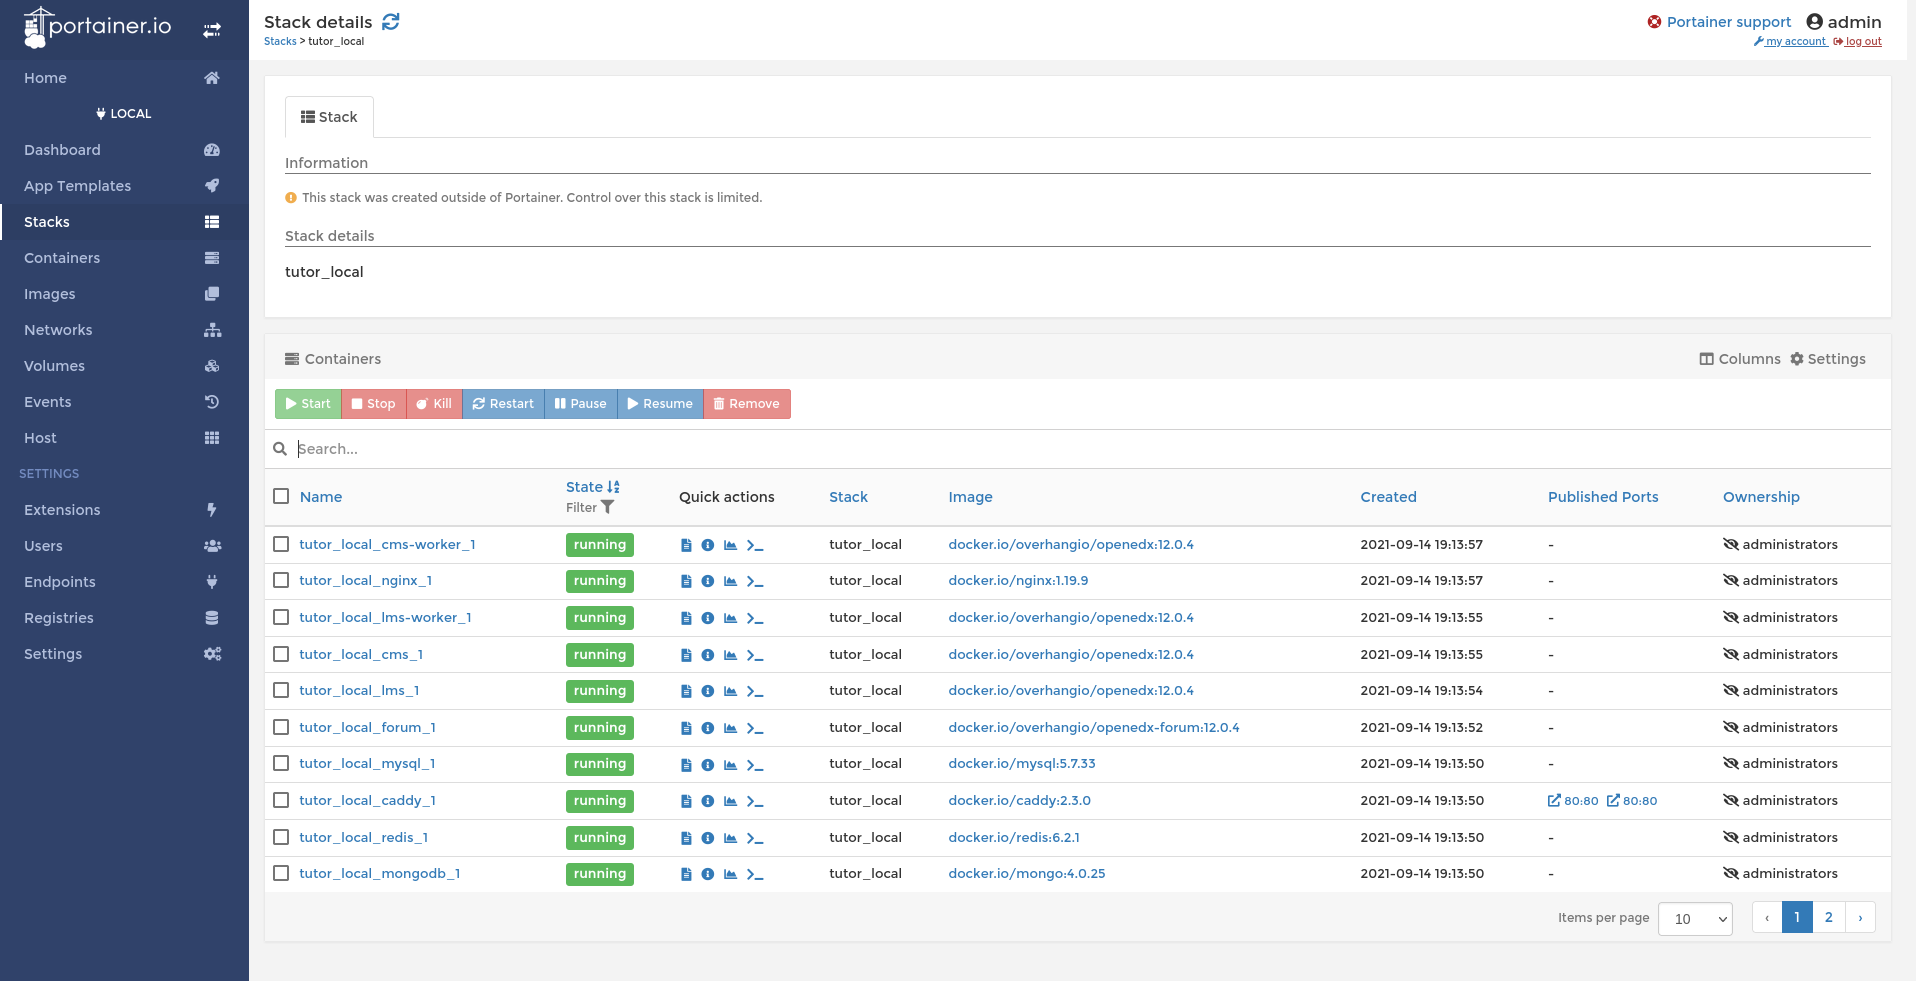 portainer.io
Home
LOCAL
Dashboard
App Templates
Stacks
Containers
Images
Networks
Volumes
Events
Host
SETTINGS
Extensions
Users
Endpoints
Registries
Settings
Stack details
Stacks > tutor_local
Portainer support admin
my account log out
Stack
Information
This stack was created outside of Portainer. Control over this stack is limited.
Stack details
tutor_local
Containers Columns Settings
Start Stop Kill Restart Pause Resume Remove
Search...
Name State Filter Quick actions Stack Image Created Published Ports Ownership
tutor_local_cms-worker_1 running tutor_local docker.io/overhangio/openedx:12.0.4 2021-09-14 19:13:57 - administrators
tutor_local_nginx_1 running tutor_local docker.io/nginx:1.19.9 2021-09-14 19:13:57 - administrators
tutor_local_lms-worker_1 running tutor_local docker.io/overhangio/openedx:12.0.4 2021-09-14 19:13:55 - administrators
tutor_local_cms_1 running tutor_local docker.io/overhangio/openedx:12.0.4 2021-09-14 19:13:55 - administrators
tutor_local_lms_1 running tutor_local docker.io/overhangio/openedx:12.0.4 2021-09-14 19:13:54 - administrators
tutor_local_forum_1 running tutor_local docker.io/overhangio/openedx-forum:12.0.4 2021-09-14 19:13:52 - administrators
tutor_local_mysql_1 running tutor_local docker.io/mysql:5.7.33 2021-09-14 19:13:50 - administrators
tutor_local_caddy_1 running tutor_local docker.io/caddy:2.3.0 2021-09-14 19:13:50 80:80 80:80 administrators
tutor_local_redis_1 running tutor_local docker.io/redis:6.2.1 2021-09-14 19:13:50 - administrators
tutor_local_mongodb_1 running tutor_local docker.io/mongo:4.0.25 2021-09-14 19:13:50 - administrators
Items per page 10 ‹ 1 2 ›